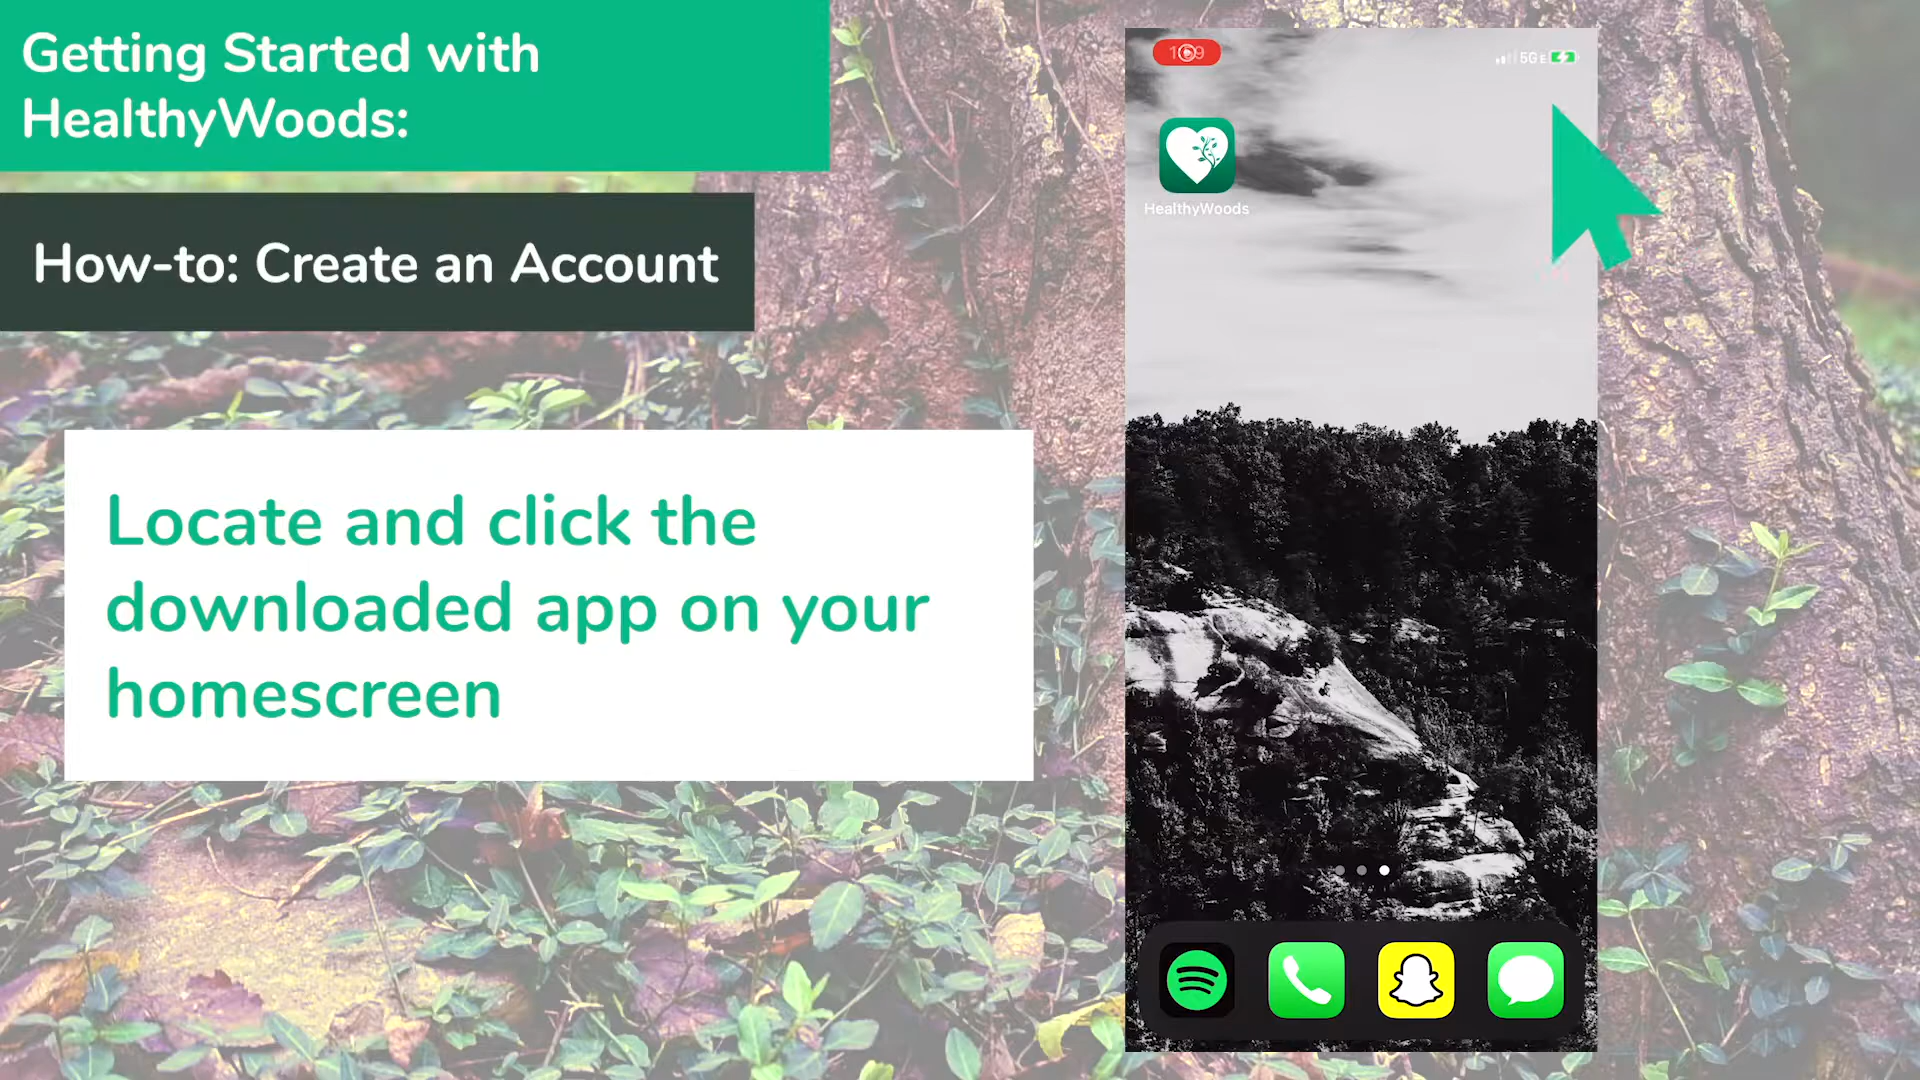 Getting Started with
HealthyWoods:
How-to: Create an Account
Locate and click the
downloaded app on your
homescreen
5GE
HealthyWoods